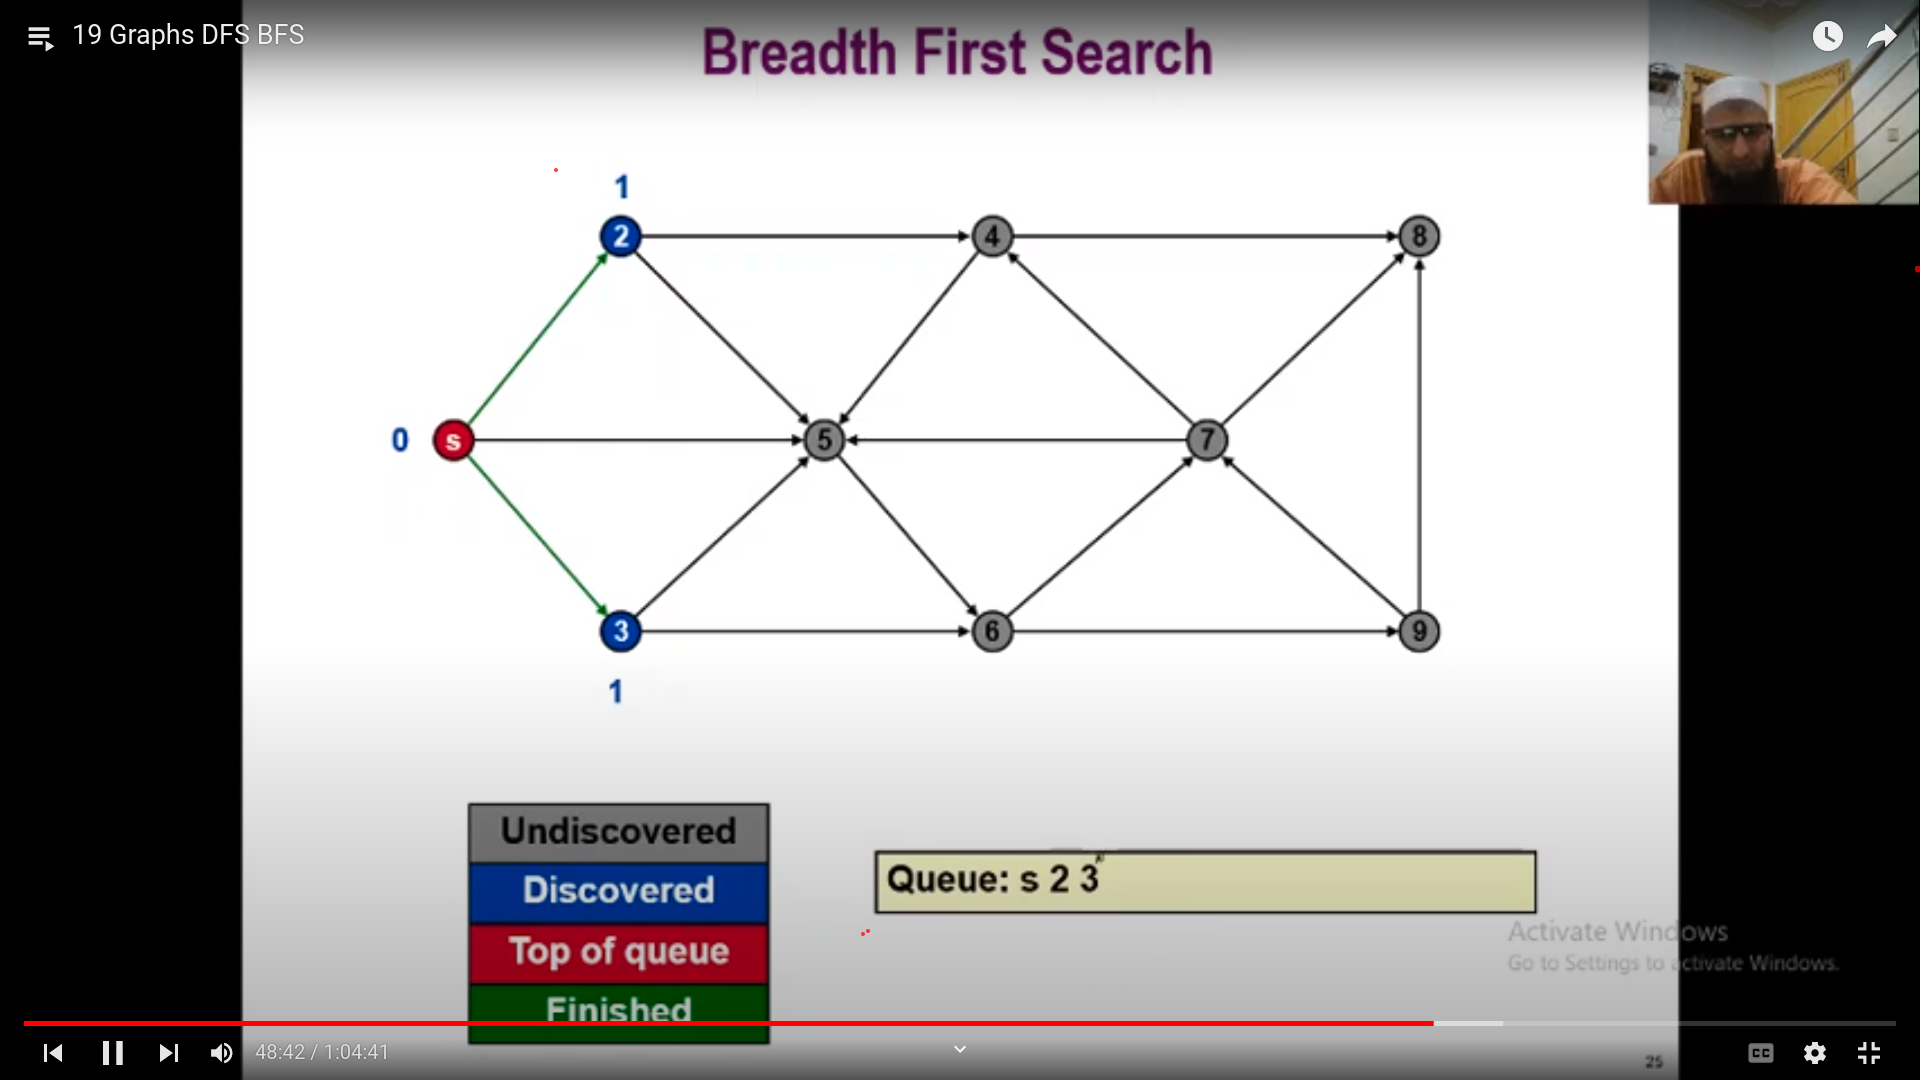 19 Graphs DFS BFS
Breadth First Search
1
2
4
8
0
s
5
7
3
6
9
1
Undiscovered
Discovered
Top of queue
Finished
Queue: s 2 3
Activate Windows
Go to Settings to activate Windows.
48:42 / 1:04:41
CC
25